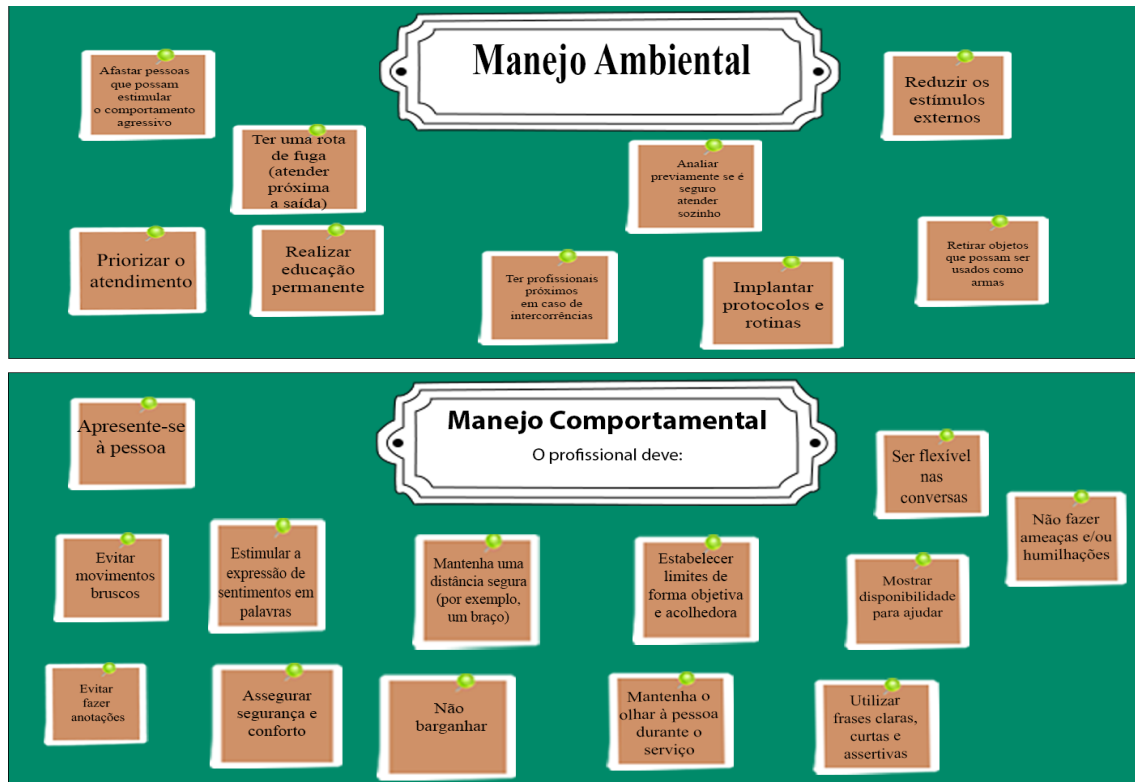 Manejo Ambiental
Afastar pessoas
que possam
estimular
o comportamento
agressivo
Ter uma rota
de fuga
(atender
próxima
a saída)
Analiar
previamente se é
seguro
atender
sozinho
Reduzir os
estímulos
externos
Priorizar o
atendimento
Realizar
educação
permanente
Ter profissionais
próximos
em caso de
intercorrências
Implantar
protocolos e
rotinas
Retirar objetos
que possam ser
usados como
armas
Manejo Comportamental
O profissional deve:
Apresente-se
à pessoa
Ser flexível
nas
conversas
Não fazer
ameaças e/ou
humilhações
Evitar
movimentos
bruscos
Estimular a
expressão de
sentimentos em
palavras
Mantenha uma
distância segura
(por exemplo,
um braço)
Estabelecer
limites de
forma objetiva
e acolhedora
Mostrar
disponibilidade
para ajudar
Evitar
fazer
anotações
Assegurar
segurança e
conforto
Não
barganhar
Mantenha o
olhar à pessoa
durante o
serviço
Utilizar
frases claras,
curtas e
assertivas